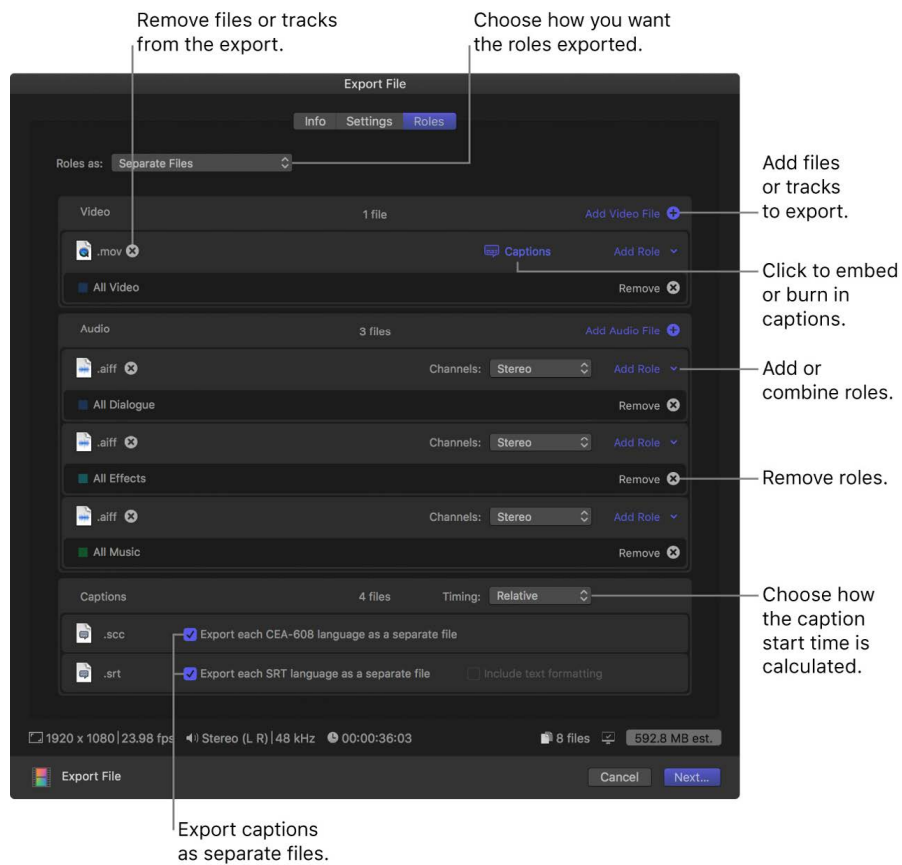 Remove files or tracks
from the export.
Choose how you want
the roles exported.
Export File
Info Settings Roles
Roles as: Separate Files
Add files
or tracks
to export.
Video 1 file Add Video File
.mov Captions Add Role
Click to embed
or burn in
captions.
All Video Remove
Audio 3 files Add Audio File
.aiff Channels: Stereo Add Role
Add or
combine roles.
All Dialogue Remove
.aiff Channels: Stereo Add Role
All Effects Remove
Remove roles.
.aiff Channels: Stereo Add Role
All Music Remove
Captions 4 files Timing: Relative
Choose how
the caption
start time is
calculated.
.scc Export each CEA-608 language as a separate file
.srt Export each SRT language as a separate file Include text formatting
1920 x 1080 | 23.98 fps Stereo (L R) | 48 kHz 00:00:36:03 8 files 592.8 MB est.
Export File Cancel Next...
Export captions
as separate files.